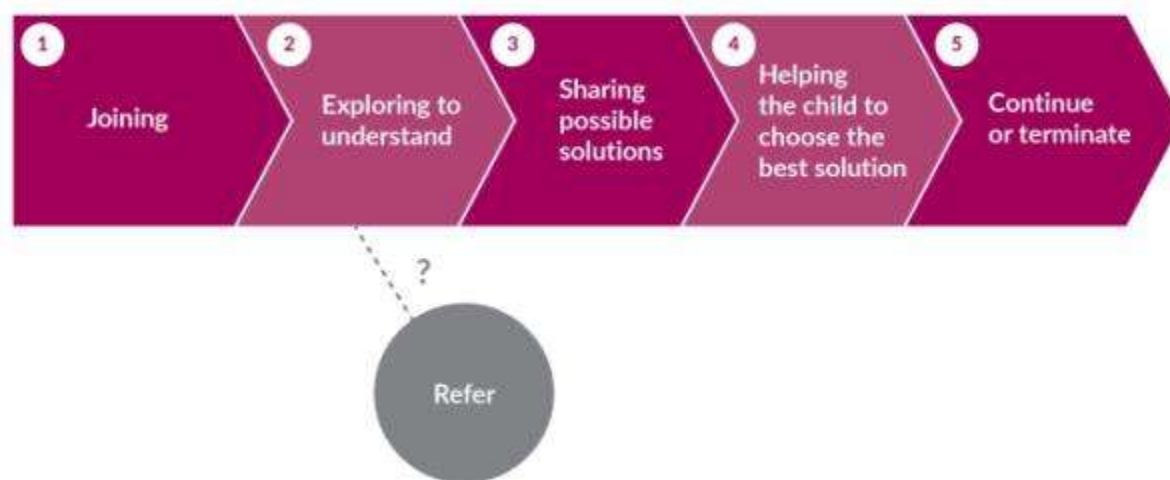 1
Joining
2
Exploring to
understand
3
Sharing
possible
solutions
4
Helping
the child to
choose the
best solution
5
Continue
or terminate
?
Refer